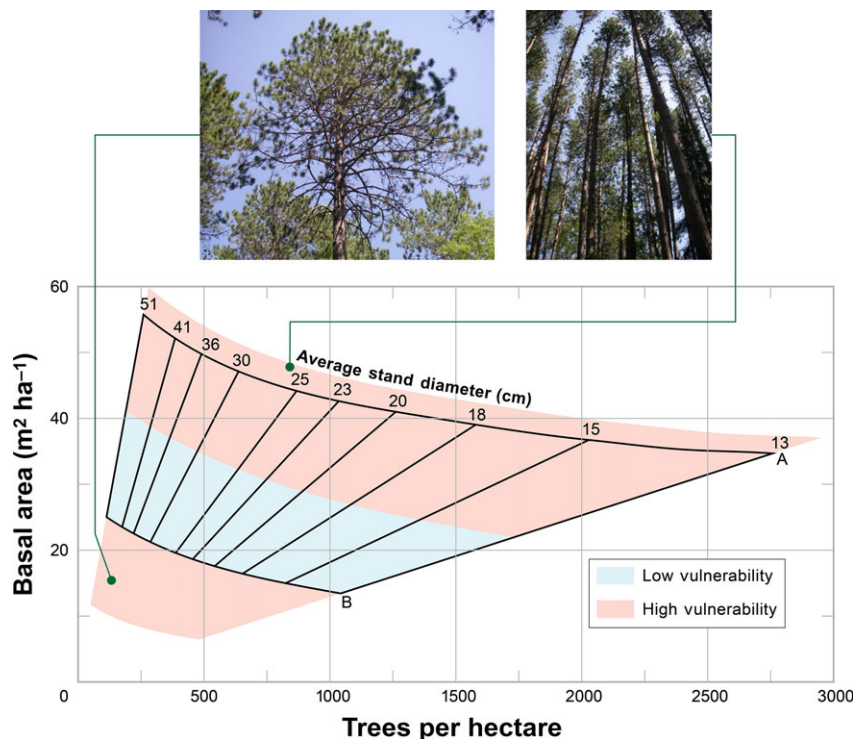 60
51
41
36
30
25
23
20
18
15
13
Average stand diameter (cm)
A
40
20
B
0
500
1000
1500
2000
2500
3000
Basal area (m² ha⁻¹)
Trees per hectare
Low vulnerability
High vulnerability